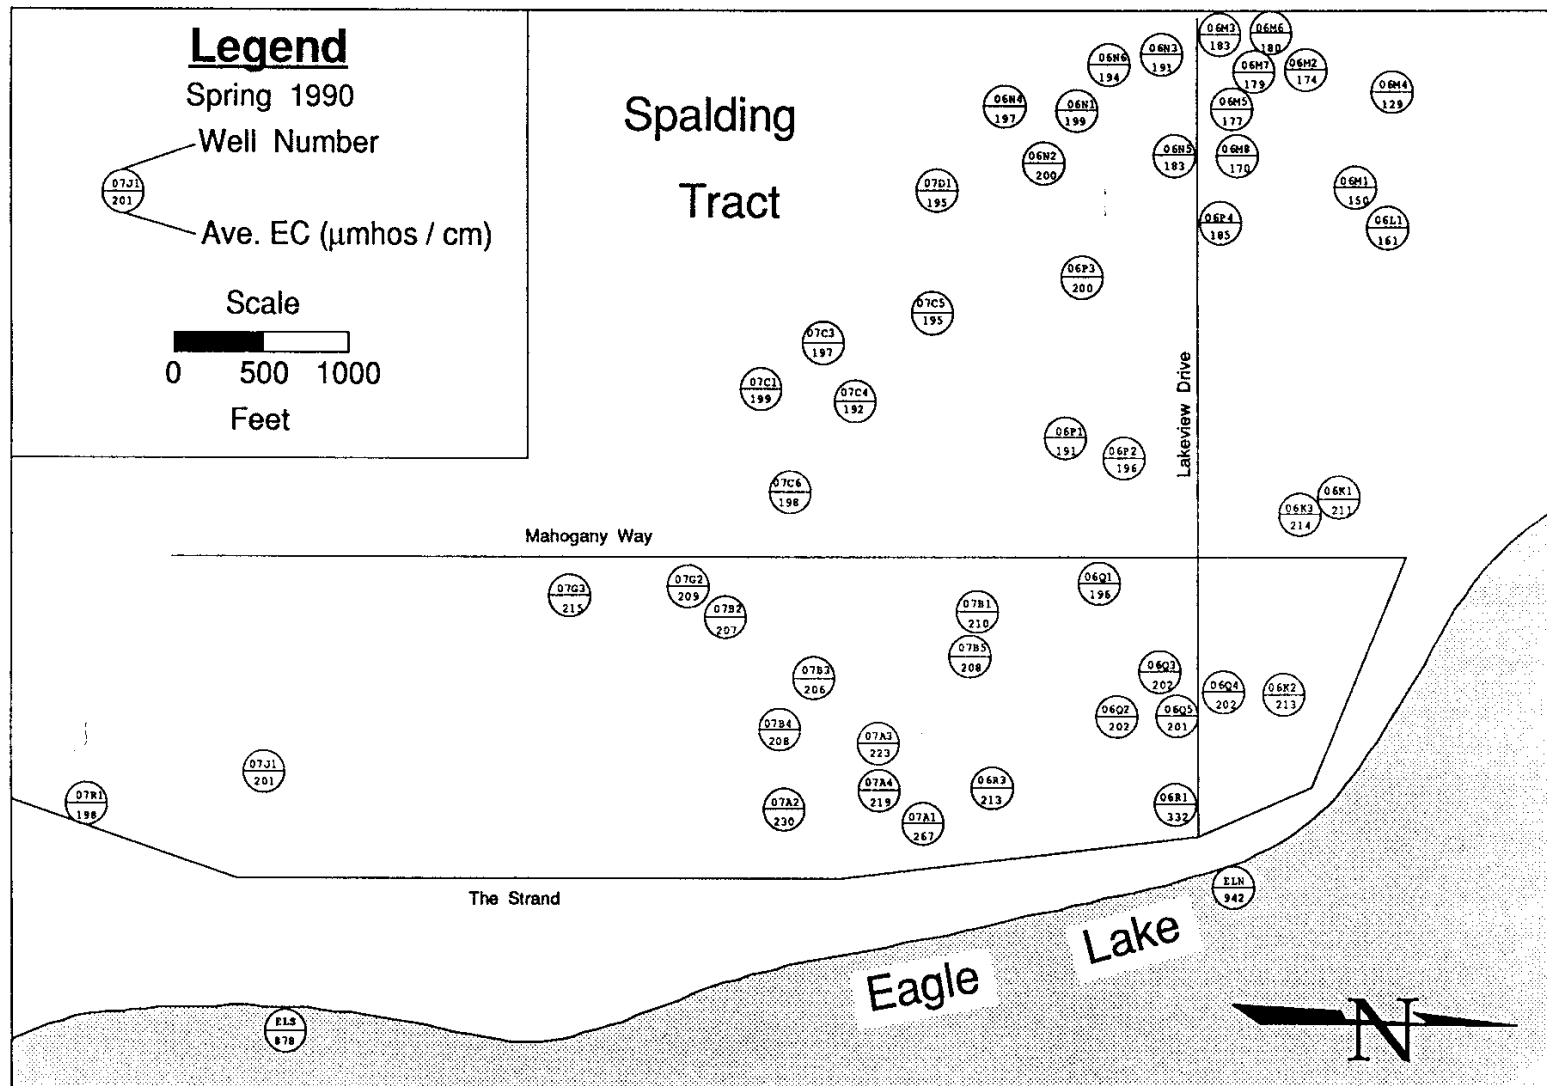 Legend
Spring 1990
Well Number
07J1
201
Ave. EC (µmhos / cm)
Scale
0 500 1000
Feet
Spalding
Tract
06M3
183
06M6
180
06N3
191
06N6
194
06M7
179
06M2
174
06M4
129
06N4
197
06N1
199
06M5
177
06N2
200
06N5
183
06M8
170
07D1
195
06M1
150
06P4
185
06L1
161
06P3
200
07C5
195
07C3
197
07C1
199
07C4
192
Lakeview Drive
06P1
191
06P2
196
07C6
198
06K1
211
06K3
214
Mahogany Way
07G3
215
07G2
209
07B2
207
07B1
210
06Q1
196
07B5
208
07B3
206
06Q3
202
06Q4
202
06K2
213
06Q2
202
06Q5
201
07B4
208
07A3
223
07J1
201
07R1
198
07A2
230
07A4
219
06R3
213
07A1
267
06R1
332
The Strand
ELN
942
Eagle Lake
ELS
878
N